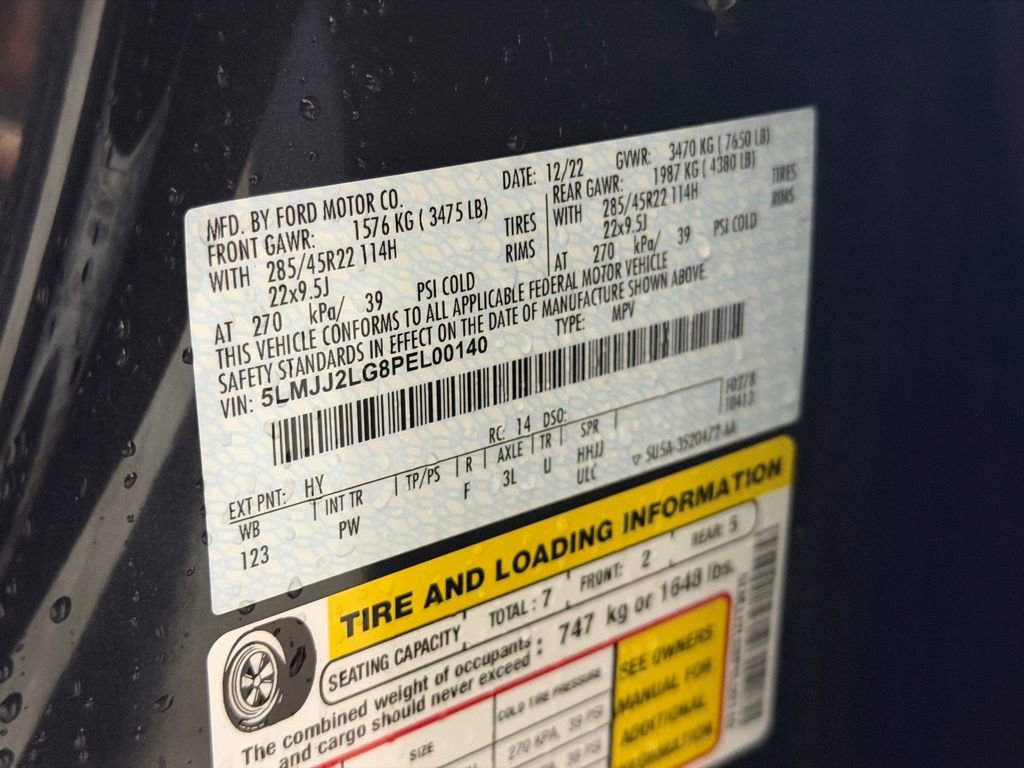 MFD. BY FORD MOTOR CO. DATE: 12/22 GVWR: 3470 KG ( 7650 LB)
FRONT GAWR: 1576 KG ( 3475 LB) REAR GAWR: 1987 KG ( 4380 LB)
WITH 285/45R22 114H TIRES WITH 285/45R22 114H TIRES
22x9.5J RIMS 22x9.5J RIMS
AT 270 kPa/ 39 PSI COLD AT 270 kPa/ 39 PSI COLD
THIS VEHICLE CONFORMS TO ALL APPLICABLE FEDERAL MOTOR VEHICLE
SAFETY STANDARDS IN EFFECT ON THE DATE OF MANUFACTURE SHOWN ABOVE.
VIN: 5LMJJ2LG8PEL00140 TYPE: MPV
EXT PNT: HY RC: 14 DSO: F0278
T0413
WB INT TR TP/PS R AXLE TR SPR
123 PW F 3L U HHJJ
ULC
▽ 5U5A-3520472-AA
TIRE AND LOADING INFORMATION
SEATING CAPACITY TOTAL : 7 FRONT: 2 REAR: 5
The combined weight of occupants : 747 kg or 1648 lbs.
and cargo should never exceed :
SIZE COLD TIRE PRESSURE
270 KPA, 39 PSI
39 PSI
SEE OWNERS
MANUAL FOR
ADDITIONAL
INFORMATION